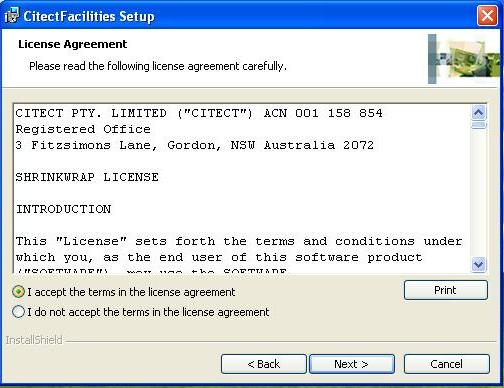 CitectFacilities Setup
License Agreement
Please read the following license agreement carefully.
CITECT PTY. LIMITED ("CITECT") ACN 001 158 854
Registered Office
3 Fitzsimons Lane, Gordon, NSW Australia 2072
SHRINKWRAP LICENSE
INTRODUCTION
This "License" sets forth the terms and conditions under
which you, as the end user of this software product
("SOFTWARE"), may use the SOFTWARE
I accept the terms in the license agreement
Print
I do not accept the terms in the license agreement
InstallShield
< Back
Next >
Cancel